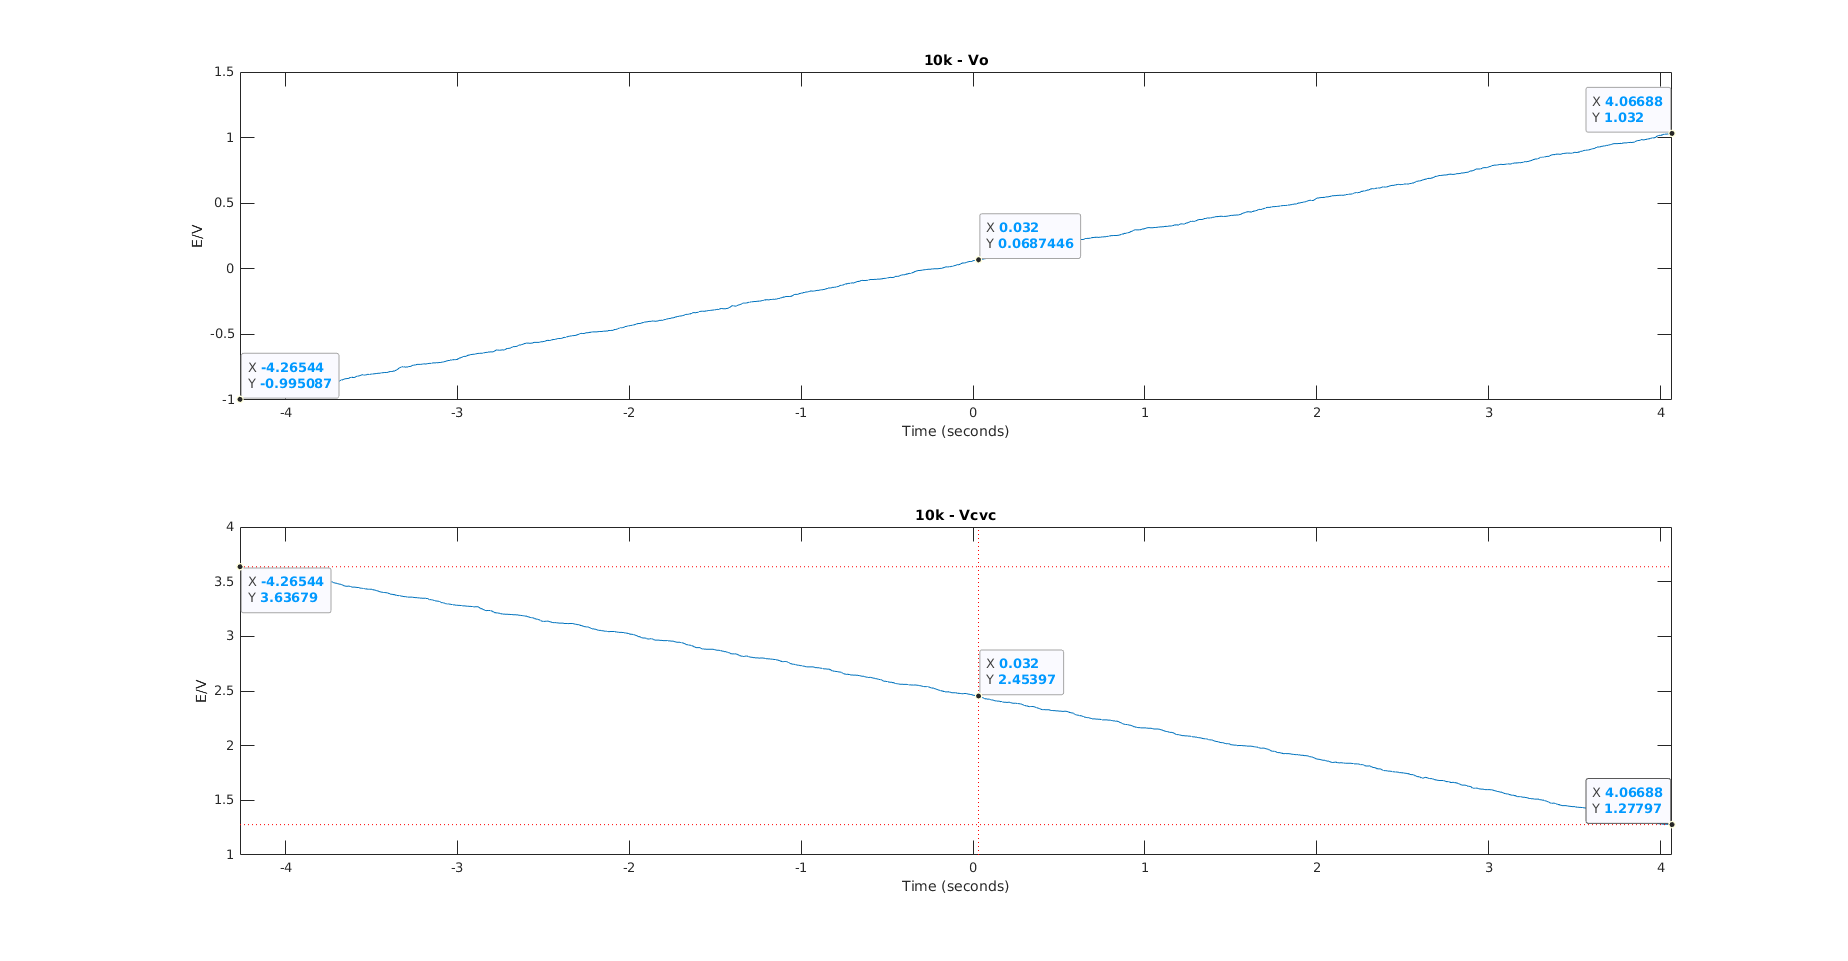 10k - Vo
1.5
1
0.5
0
-0.5
-1
E/V
X 4.06688
Y 1.032
X 0.032
Y 0.0687446
X -4.26544
Y -0.995087
-4 -3 -2 -1 0 1 2 3 4
Time (seconds)
10k - Vcvc
4
3.5
3
2.5
2
1.5
1
E/V
X -4.26544
Y 3.63679
X 0.032
Y 2.45397
X 4.06688
Y 1.27797
-4 -3 -2 -1 0 1 2 3 4
Time (seconds)